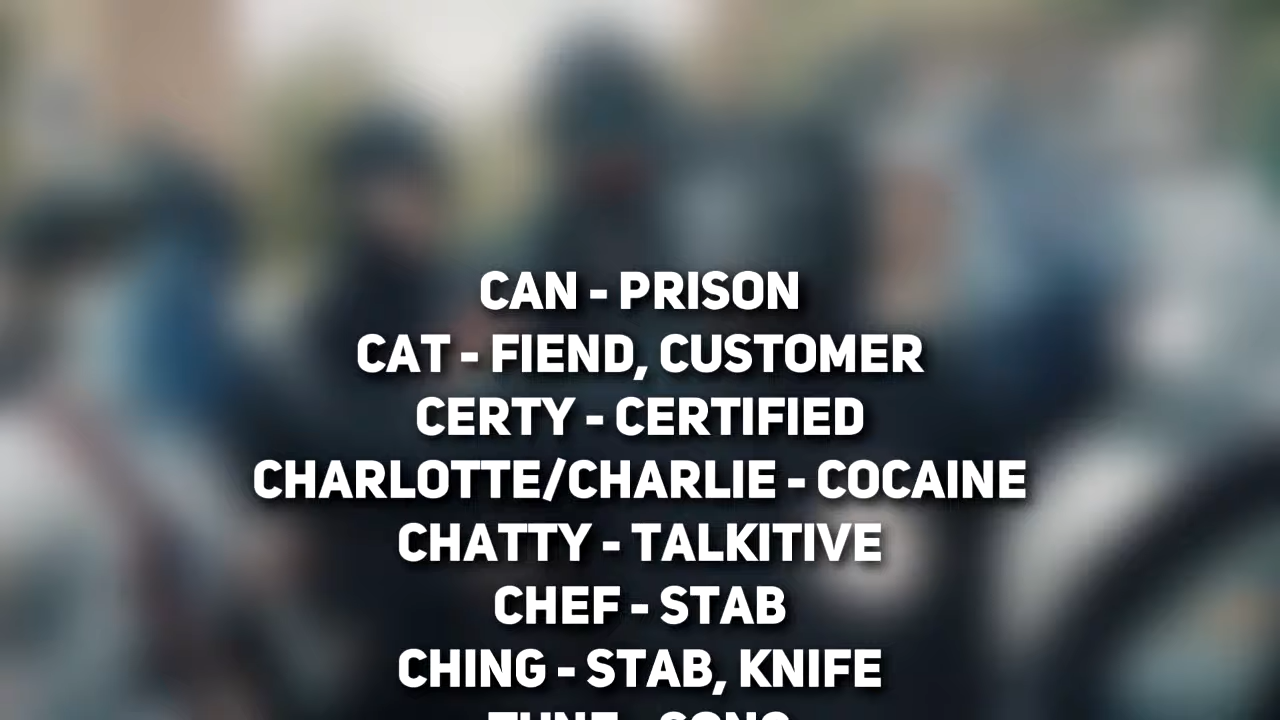 CAN - PRISON
CAT - FIEND, CUSTOMER
CERTY - CERTIFIED
CHARLOTTE/CHARLIE - COCAINE
CHATTY - TALKITIVE
CHEF - STAB
CHING - STAB, KNIFE